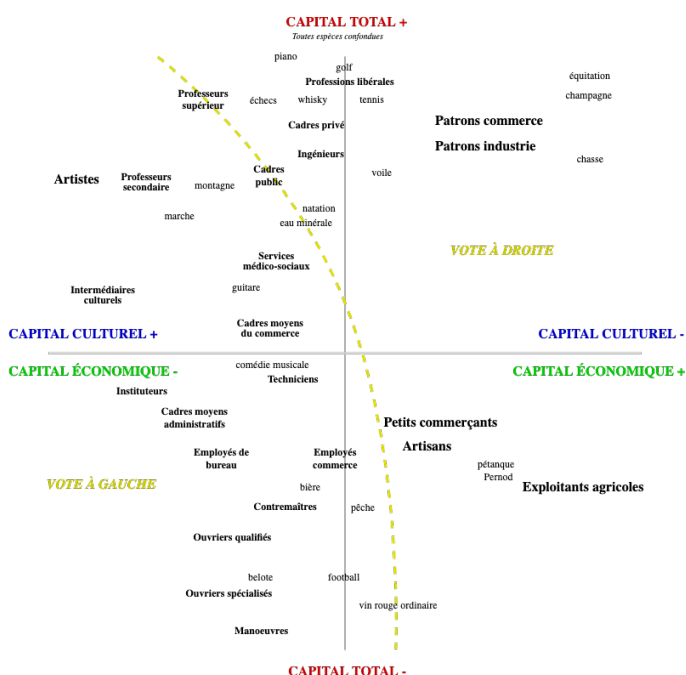 CAPITAL TOTAL +
Toutes espèces confondues
piano
golf
Professions libérales
équitation
Professeurs
supérieur
échecs
whisky
tennis
champagne
Cadres privé
Patrons commerce
Ingénieurs
Patrons industrie
chasse
Artistes
Professeurs
secondaire
montagne
Cadres
public
voile
marche
natation
eau minérale
VOTE À DROITE
Services
médico-sociaux
Intermédiaires
culturels
guitare
CAPITAL CULTUREL +
Cadres moyens
du commerce
CAPITAL CULTUREL -
CAPITAL ÉCONOMIQUE -
comédie musicale
Techniciens
CAPITAL ÉCONOMIQUE +
Instituteurs
Cadres moyens
administratifs
Petits commerçants
Artisans
Employés de
bureau
Employés
commerce
pétanque
Pernod
VOTE À GAUCHE
bière
Exploitants agricoles
Contremaîtres
pêche
Ouvriers qualifiés
belote
football
Ouvriers spécialisés
vin rouge ordinaire
Manoeuvres
CAPITAL TOTAL -